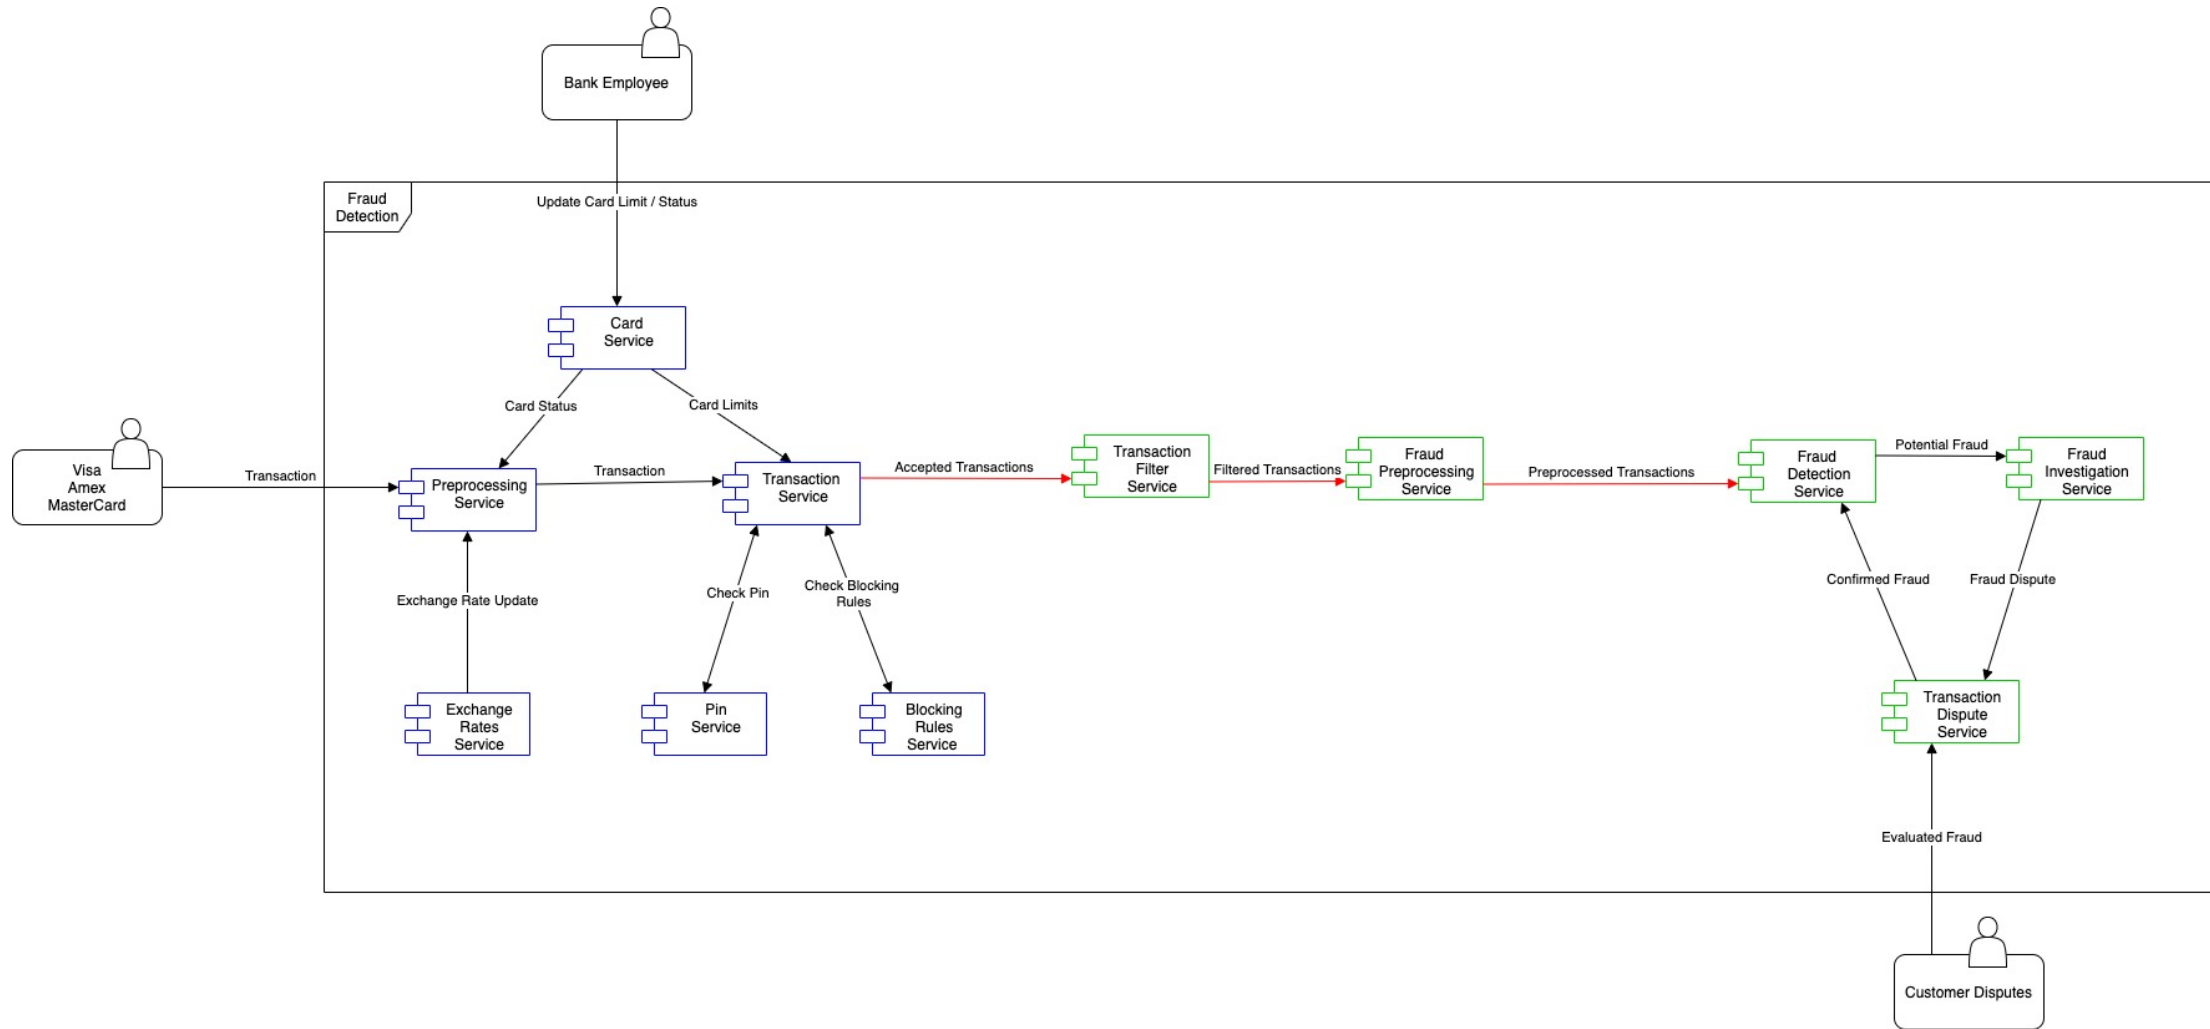 Bank Employee
Fraud
Detection
Update Card Limit / Status
Card
Service
Card Status
Card Limits
Visa
Amex
MasterCard
Transaction
Preprocessing
Service
Transaction
Transaction
Service
Accepted Transactions
Transaction
Filter
Service
Filtered Transactions
Fraud
Preprocessing
Service
Preprocessed Transactions
Fraud
Detection
Service
Potential Fraud
Fraud
Investigation
Service
Exchange Rate Update
Check Pin
Check Blocking
Rules
Confirmed Fraud
Fraud Dispute
Exchange
Rates
Service
Pin
Service
Blocking
Rules
Service
Transaction
Dispute
Service
Evaluated Fraud
Customer Disputes